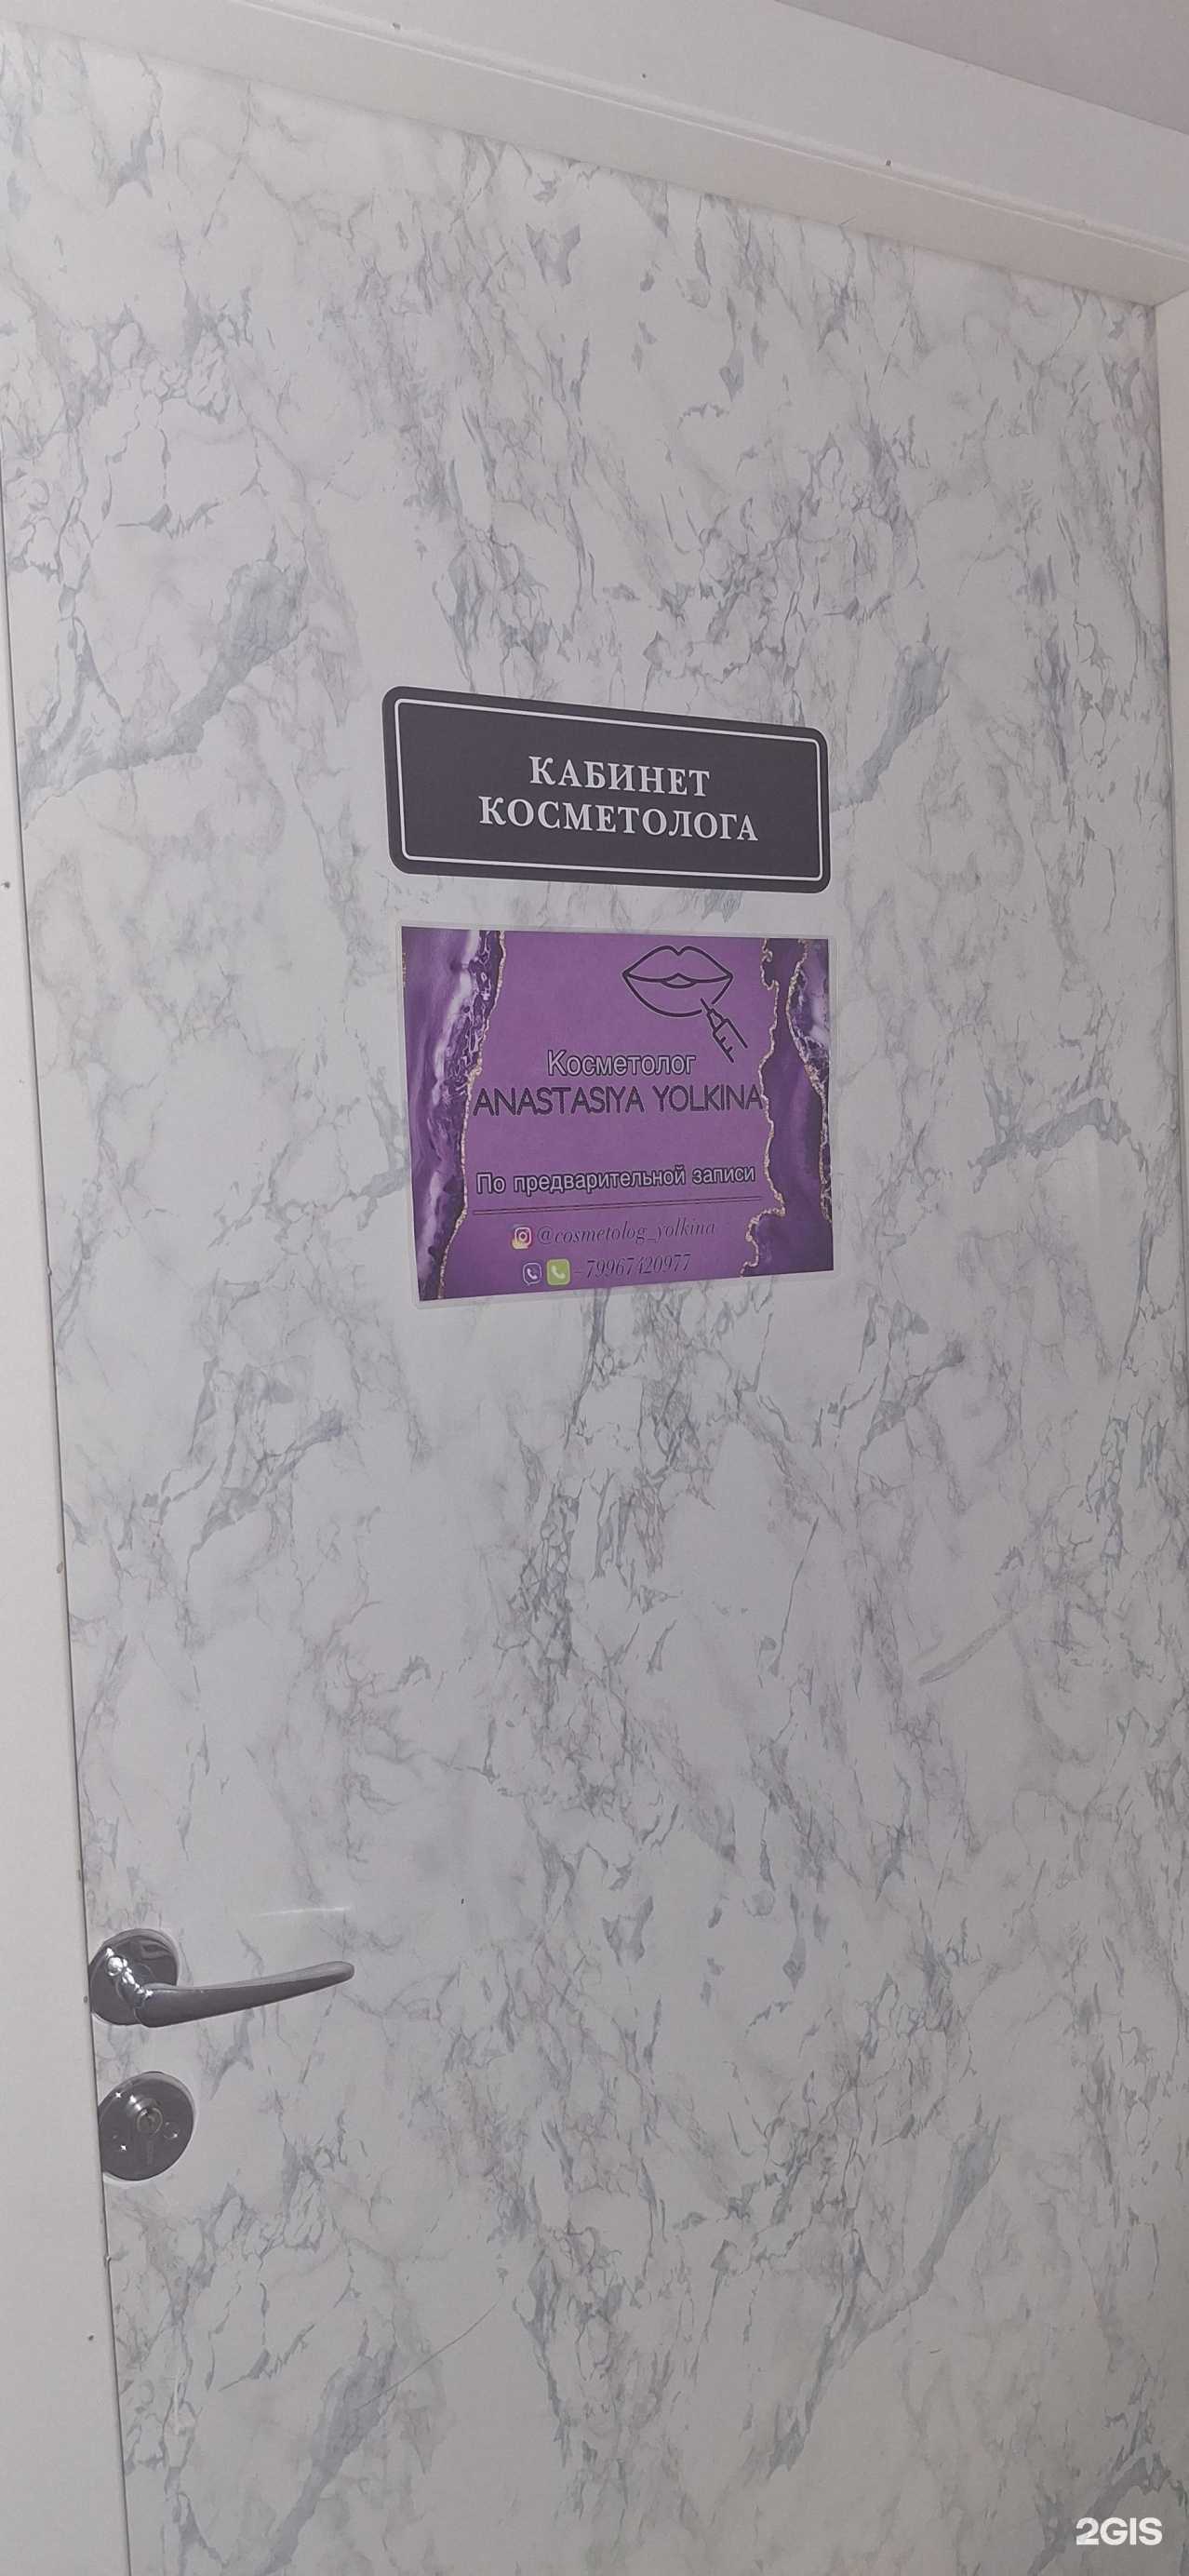 КАБИНЕТ
КОСМЕТОЛОГА
Косметолог
ANASTASIYA YOLKINA
По предварительной записи
@cosmetolog_yolkina
+79967420977
2GIS